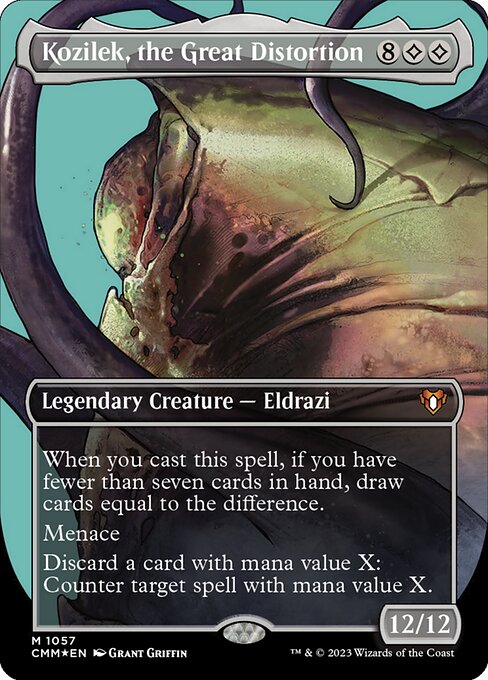 Kozilek, the Great Distortion 8
Legendary Creature — Eldrazi
When you cast this spell, if you have
fewer than seven cards in hand, draw
cards equal to the difference.
Menace
Discard a card with mana value X:
Counter target spell with mana value X.
12/12
M 1057
CMM★EN Grant Griffin
™ & © 2023 Wizards of the Coast